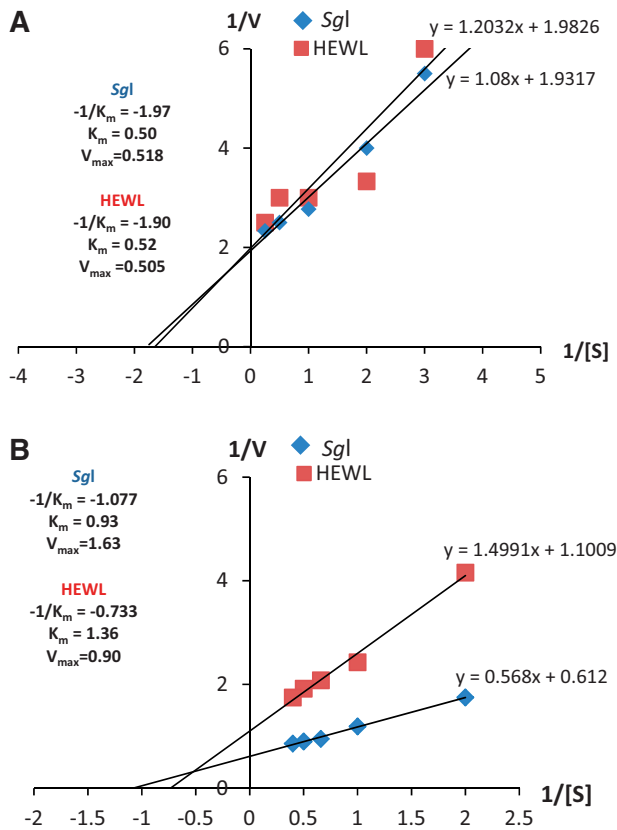 A
1/V
SgI
HEWL
y = 1.2032x + 1.9826
y = 1.08x + 1.9317
SgI
-1/Km = -1.97
Km = 0.50
Vmax=0.518
HEWL
-1/Km = -1.90
Km = 0.52
Vmax =0.505
6
4
2
0
-4 -3 -2 -1 0 1 2 3 4 5
1/[S]
B
1/V
SgI
HEWL
SgI
-1/Km = -1.077
Km = 0.93
Vmax=1.63
HEWL
-1/Km = -0.733
Km = 1.36
Vmax=0.90
y = 1.4991x + 1.1009
y = 0.568x + 0.612
6
4
2
0
-2 -1.5 -1 -0.5 0 0.5 1 1.5 2 2.5
1/[S]